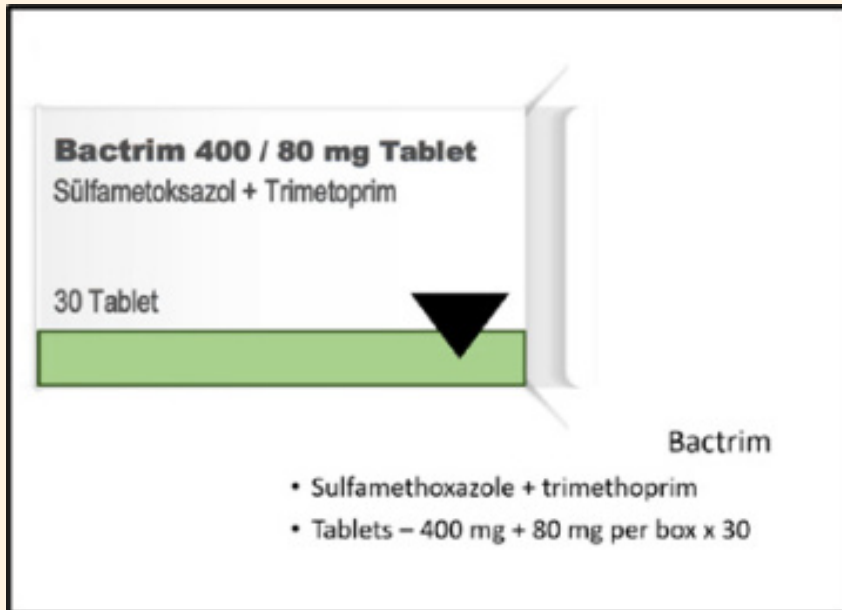 Bactrim 400 / 80 mg Tablet
Sülfametoksazol + Trimetoprim
30 Tablet
Bactrim
• Sulfamethoxazole + trimethoprim
• Tablets – 400 mg + 80 mg per box x 30